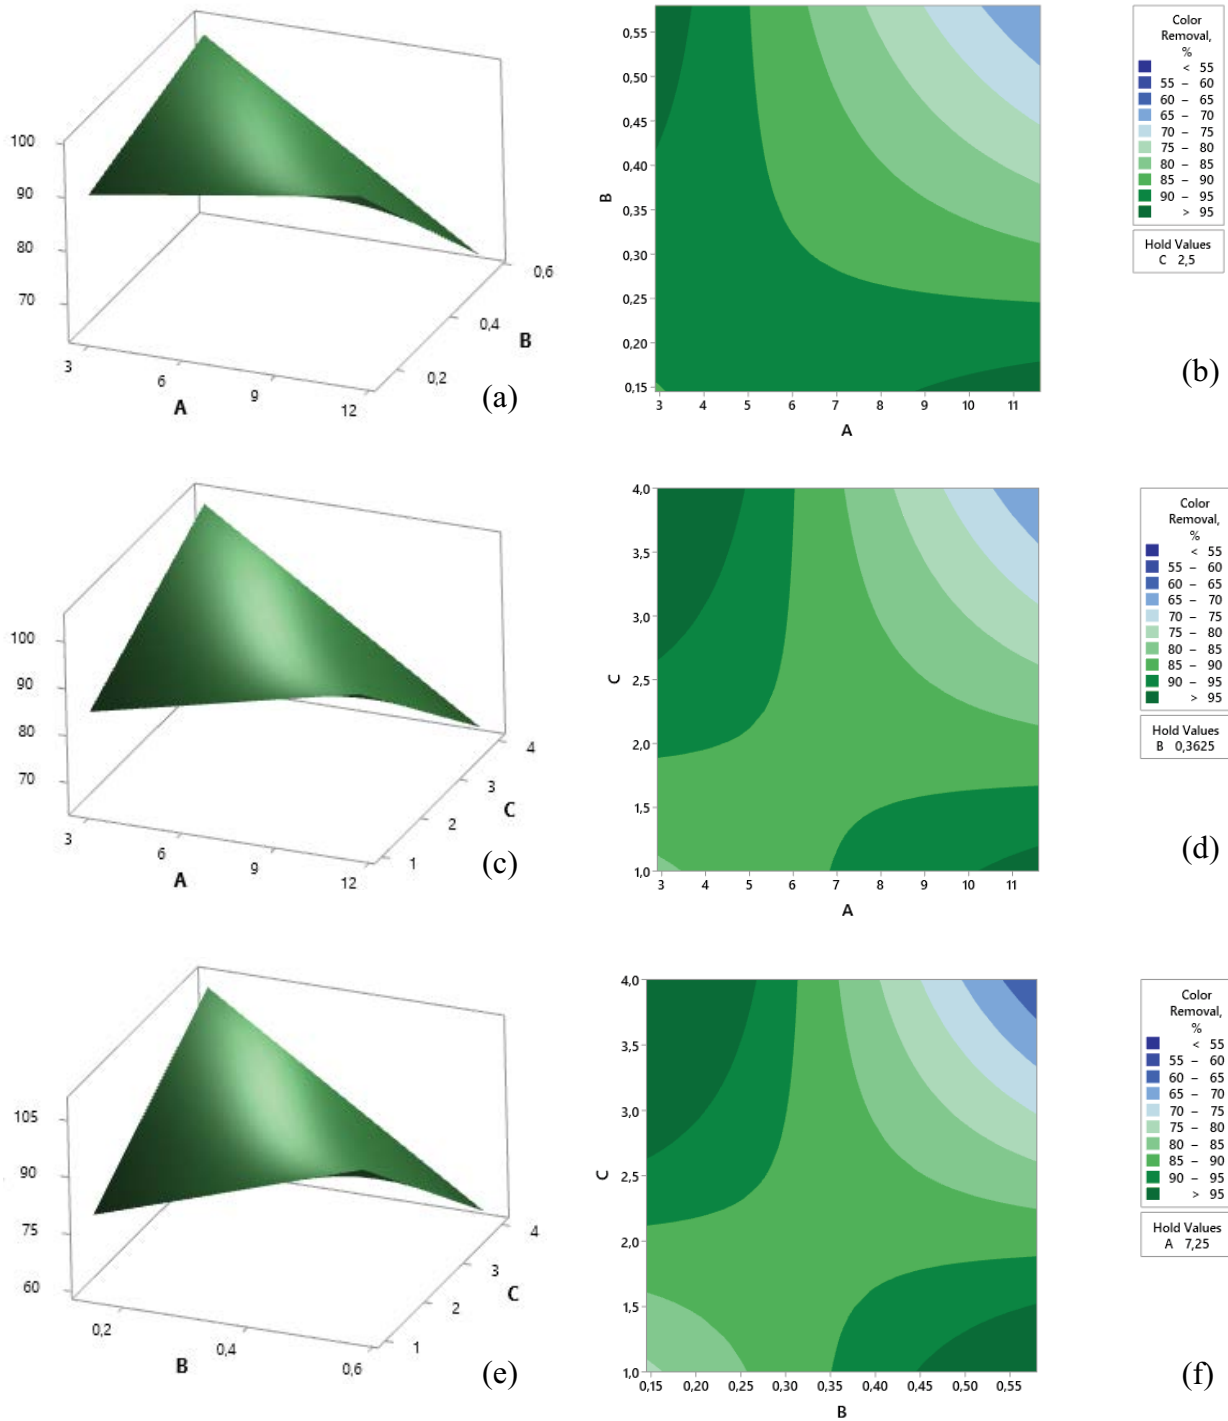 100
90
80
70
3
6
9
12
A
0,2
0,4
0,6
B
(a)
0,55
0,50
0,45
0,40
0,35
0,30
0,25
0,20
0,15
B
3 4 5 6 7 8 9 10 11
A
Color
Removal,
%
< 55
55 – 60
60 – 65
65 – 70
70 – 75
75 – 80
80 – 85
85 – 90
90 – 95
> 95
Hold Values
C 2,5
(b)
100
90
80
70
3
6
9
12
A
1
2
3
4
C
(c)
4,0
3,5
3,0
2,5
2,0
1,5
1,0
C
3 4 5 6 7 8 9 10 11
A
Color
Removal,
%
< 55
55 – 60
60 – 65
65 – 70
70 – 75
75 – 80
80 – 85
85 – 90
90 – 95
> 95
Hold Values
B 0,3625
(d)
105
90
75
60
0,2
0,4
0,6
B
1
2
3
4
C
(e)
4,0
3,5
3,0
2,5
2,0
1,5
1,0
C
0,15 0,20 0,25 0,30 0,35 0,40 0,45 0,50 0,55
B
Color
Removal,
%
< 55
55 – 60
60 – 65
65 – 70
70 – 75
75 – 80
80 – 85
85 – 90
90 – 95
> 95
Hold Values
A 7,25
(f)